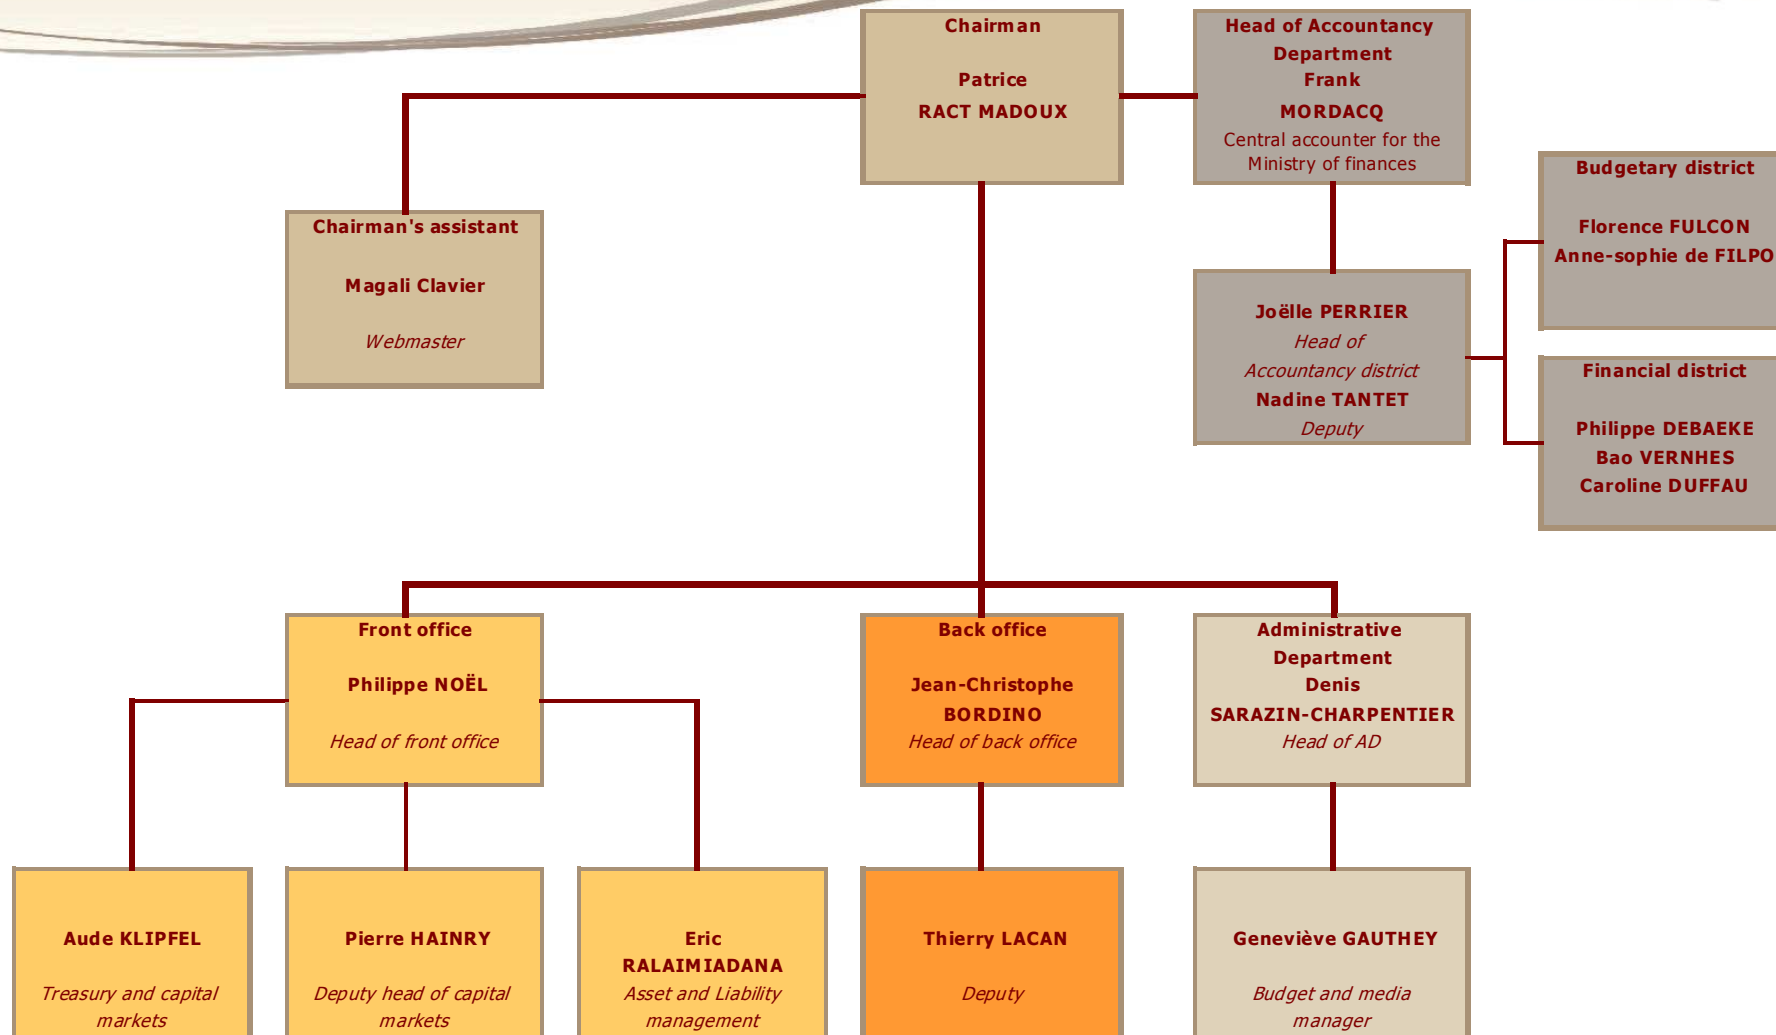 Chairman
Patrice
RACT MADOUX
Head of Accountancy
Department
Frank
MORDACQ
Central accounter for the
Ministry of finances
Budgetary district
Florence FULCON
Anne-sophie de FILPO
Chairman's assistant
Magali Clavier
Webmaster
Joëlle PERRIER
Head of
Accountancy district
Nadine TANTET
Deputy
Financial district
Philippe DEBAEKE
Bao VERNHES
Caroline DUFFAU
Front office
Philippe NOËL
Head of front office
Back office
Jean-Christophe
BORDINO
Head of back office
Administrative
Department
Denis
SARAZIN-CHARPENTIER
Head of AD
Aude KLIPFEL
Treasury and capital
markets
Pierre HAINRY
Deputy head of capital
markets
Eric
RALAIMIADANA
Asset and Liability
management
Thierry LACAN
Deputy
Geneviève GAUTHEY
Budget and media
manager